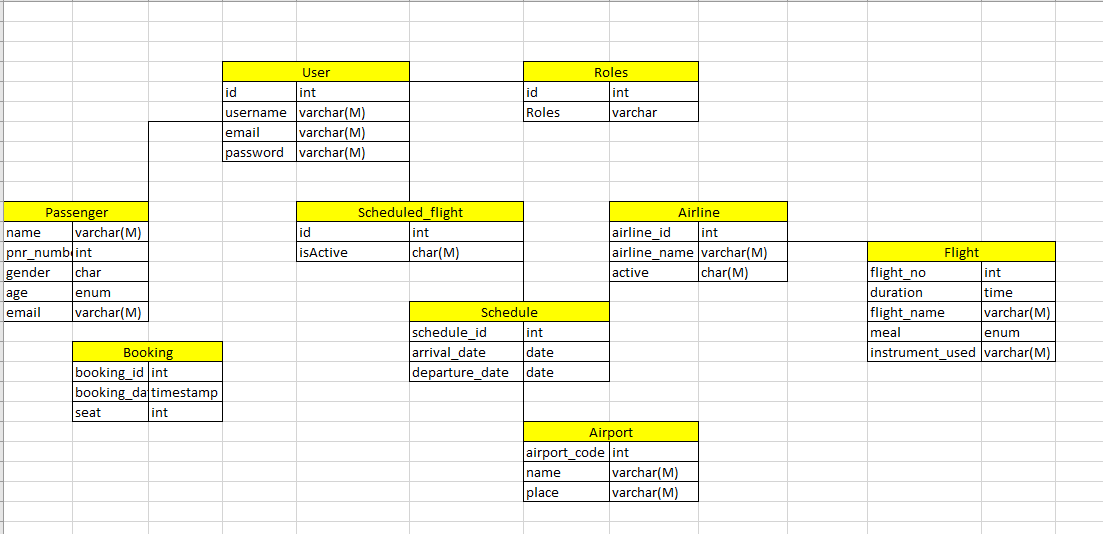 User
id int
username varchar(M)
email varchar(M)
password varchar(M)
Roles
id int
Roles varchar
Passenger
name varchar(M)
pnr_numb int
gender char
age enum
email varchar(M)
Scheduled_flight
id int
isActive char(M)
Airline
airline_id int
airline_name varchar(M)
active char(M)
Flight
flight_no int
duration time
flight_name varchar(M)
meal enum
instrument_used varchar(M)
Schedule
schedule_id int
arrival_date date
departure_date date
Booking
booking_id int
booking_da timestamp
seat int
Airport
airport_code int
name varchar(M)
place varchar(M)